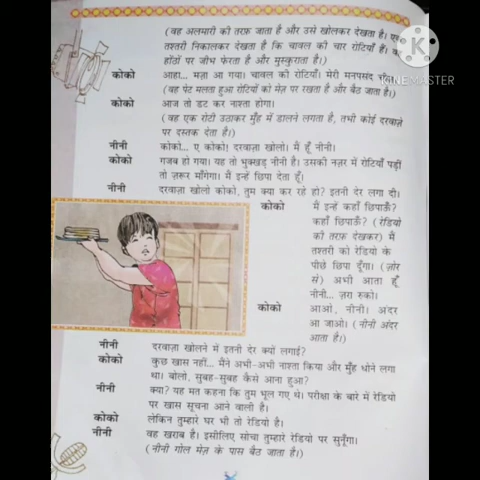 (वह अलमारी की तरफ़ जाता है और उसे खोलकर देखता है। एक
तश्तरी निकालकर देखता है कि चावल की चार रोटियाँ हैं। वह
होंठों पर जीभ फेरता है और मुस्कुराता है।)
कोको आहा... मज़ा आ गया। चावल की रोटियाँ। मेरी मनपसंद चीज़।
(वह पेट मलता हुआ रोटियों को मेज़ पर रखता है और बैठ जाता है।)
कोको आज तो डट कर नाश्ता होगा।
(वह एक रोटी उठाकर मुँह में डालने लगता है, तभी कोई दरवाज़े
पर दस्तक देता है।)
नीनी कोको... ए कोको! दरवाज़ा खोलो। मैं हूँ नीनी।
कोको गजब हो गया। यह तो भुक्खड़ नीनी है। उसकी नज़र में रोटियाँ पड़ीं
तो ज़रूर माँगेगा। मैं इन्हें छिपा देता हूँ।
नीनी दरवाज़ा खोलो कोको, तुम क्या कर रहे हो? इतनी देर लगा दी।
कोको मैं इन्हें कहाँ छिपाऊँ?
कहाँ छिपाऊँ? (रेडियो
की तरफ़ देखकर) मैं
तश्तरी को रेडियो के
पीछे छिपा दूँगा। (ज़ोर
से) अभी आता हूँ
नीनी... ज़रा रुको।
कोको आओ, नीनी। अंदर
आ जाओ। (नीनी अंदर
आता है।)
नीनी दरवाज़ा खोलने में इतनी देर क्यों लगाई?
कोको कुछ खास नहीं... मैंने अभी-अभी नाश्ता किया और मुँह धोने लगा
था। बोलो, सुबह-सुबह कैसे आना हुआ?
नीनी क्या? यह मत कहना कि तुम भूल गए थे। परीक्षा के बारे में रेडियो
पर खास सूचना आने वाली है।
कोको लेकिन तुम्हारे घर भी तो रेडियो है।
नीनी वह खराब है। इसीलिए सोचा तुम्हारे रेडियो पर सुनूँगा।
(नीनी गोल मेज़ के पास बैठ जाता है।)
KINEMASTER